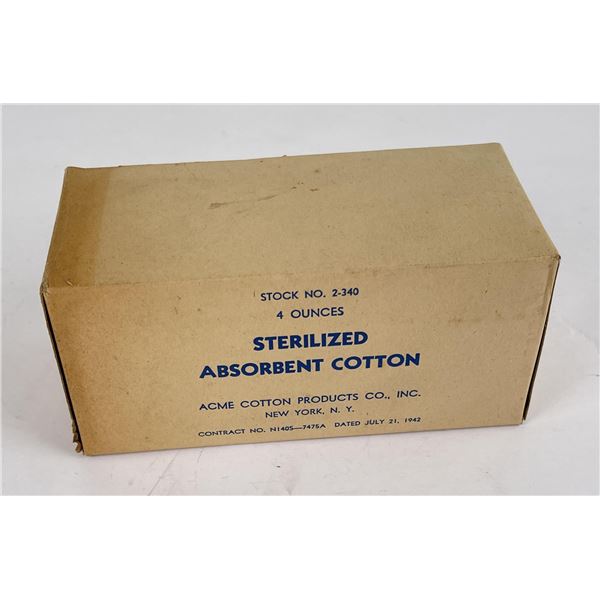 STOCK NO. 2-340
4 OUNCES
STERILIZED
ABSORBENT COTTON
ACME COTTON PRODUCTS CO., INC.
NEW YORK, N. Y.
CONTRACT NO. N140S—7475A DATED JULY 21, 1942